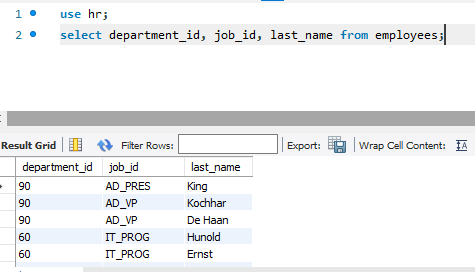 1 use hr;
2 select department_id, job_id, last_name from employees;
Result Grid Filter Rows: Export: Wrap Cell Content:
department_id job_id last_name
90 AD_PRES King
90 AD_VP Kochhar
90 AD_VP De Haan
60 IT_PROG Hunold
60 IT_PROG Ernst